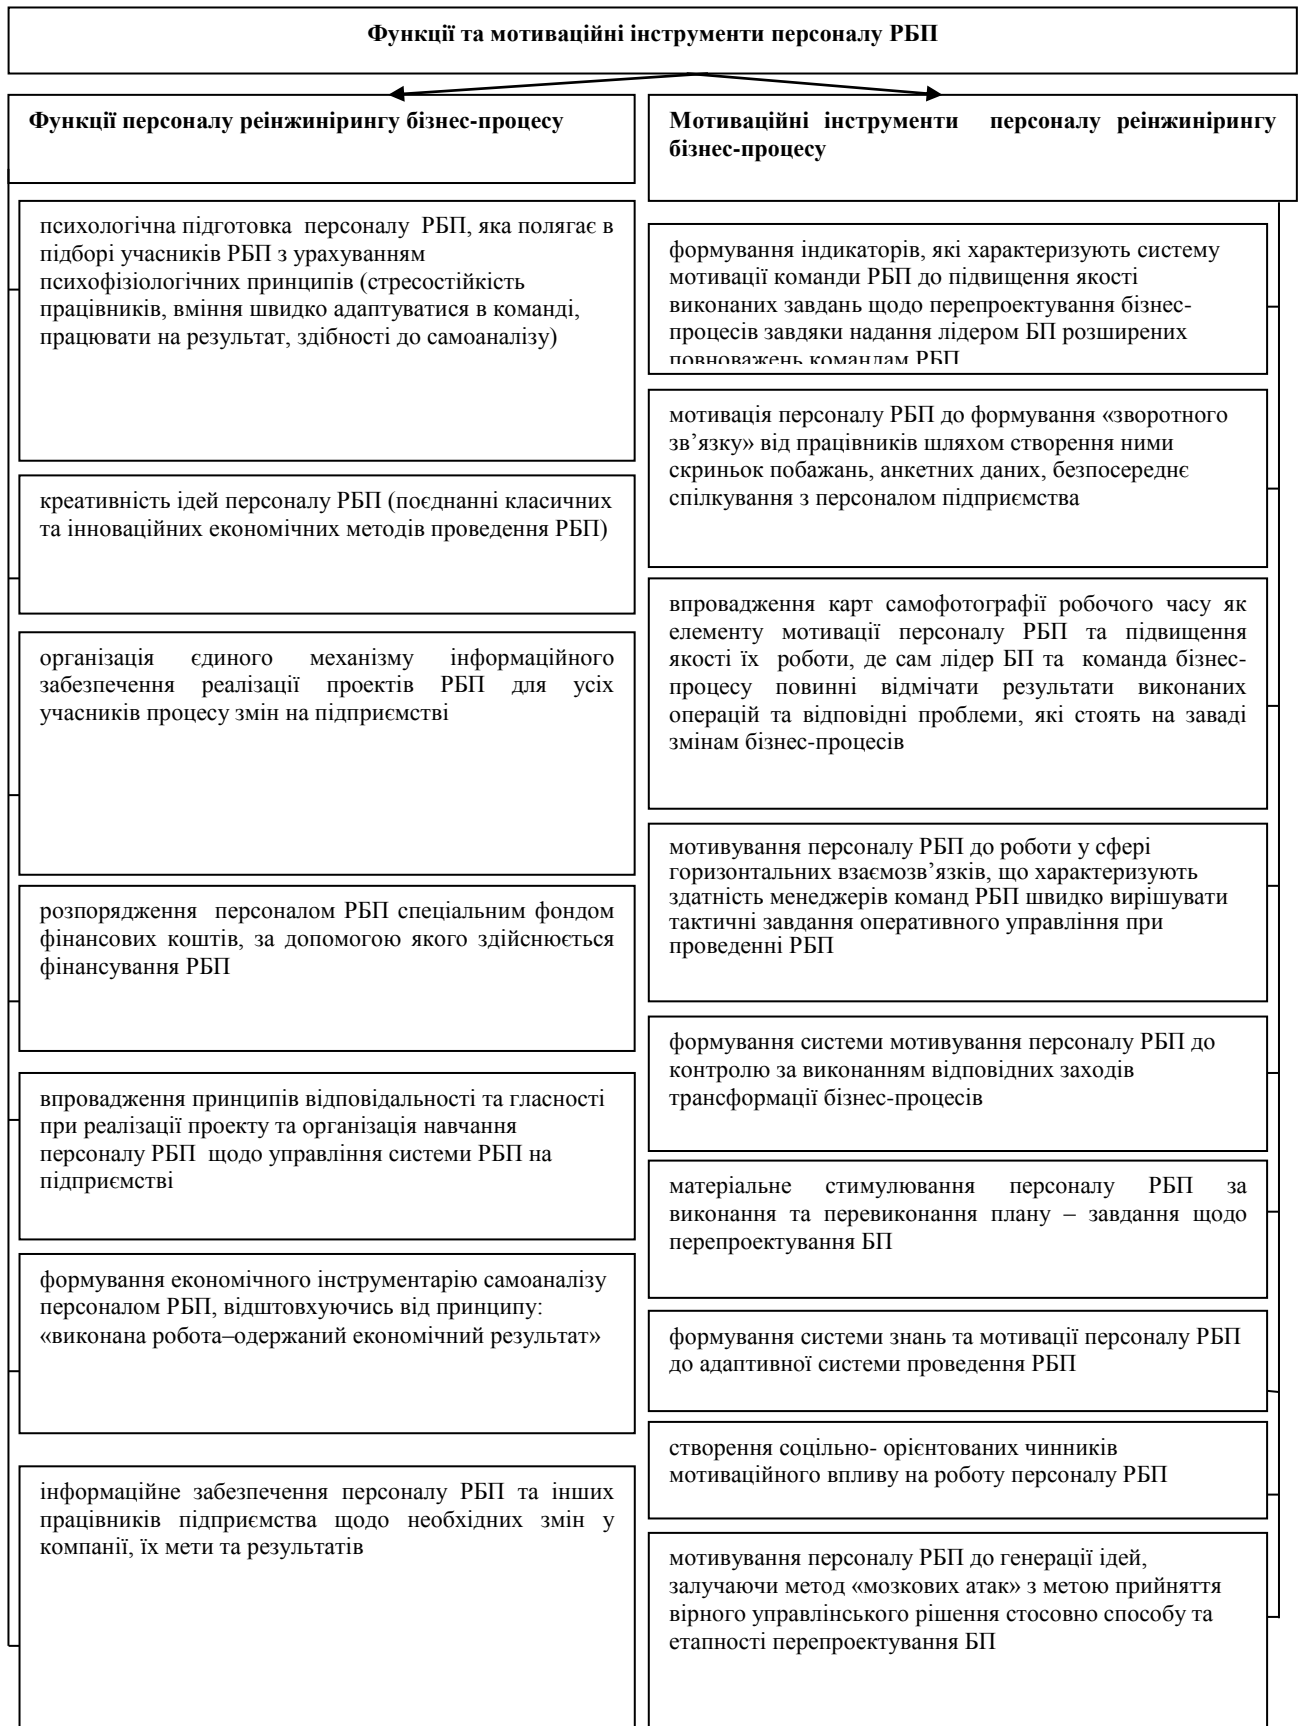 Функції та мотиваційні інструменти персоналу РБП
Функції персоналу реінжинірингу бізнес-процесу
психологічна підготовка персоналу РБП, яка полягає в
підборі учасників РБП з урахуванням
психофізіологічних принципів (стресостійкість
працівників, вміння швидко адаптуватися в команді,
працювати на результат, здібності до самоаналізу)
креативність ідей персоналу РБП (поєднанні класичних
та інноваційних економічних методів проведення РБП)
організація єдиного механізму інформаційного
забезпечення реалізації проектів РБП для усіх
учасників процесу змін на підприємстві
розпорядження персоналом РБП спеціальним фондом
фінансових коштів, за допомогою якого здійснюється
фінансування РБП
впровадження принципів відповідальності та гласності
при реалізації проекту та організація навчання
персоналу РБП щодо управління системи РБП на
підприємстві
формування економічного інструментарію самоаналізу
персоналом РБП, відштовхуючись від принципу:
«виконана робота–одержаний економічний результат»
інформаційне забезпечення персоналу РБП та інших
працівників підприємства щодо необхідних змін у
компанії, їх мети та результатів
Мотиваційні інструменти персоналу реінжинірингу
бізнес-процесу
формування індикаторів, які характеризують систему
мотивації команди РБП до підвищення якості
виконаних завдань щодо перепроектування бізнес-
процесів завдяки надання лідером БП розширених
повноважень командам РБП
мотивація персоналу РБП до формування «зворотного
зв’язку» від працівників шляхом створення ними
скриньок побажань, анкетних даних, безпосереднє
спілкування з персоналом підприємства
впровадження карт самофотографії робочого часу як
елементу мотивації персоналу РБП та підвищення
якості їх роботи, де сам лідер БП та команда бізнес-
процесу повинні відмічати результати виконаних
операцій та відповідні проблеми, які стоять на заваді
змінам бізнес-процесів
мотивування персоналу РБП до роботи у сфері
горизонтальних взаємозв’язків, що характеризують
здатність менеджерів команд РБП швидко вирішувати
тактичні завдання оперативного управління при
проведенні РБП
формування системи мотивування персоналу РБП до
контролю за виконанням відповідних заходів
трансформації бізнес-процесів
матеріальне стимулювання персоналу РБП за
виконання та перевиконання плану – завдання щодо
перепроектування БП
формування системи знань та мотивації персоналу РБП
до адаптивної системи проведення РБП
створення соцільно- орієнтованих чинників
мотиваційного впливу на роботу персоналу РБП
мотивування персоналу РБП до генерації ідей,
залучаючи метод «мозкових атак» з метою прийняття
вірного управлінського рішення стосовно способу та
етапності перепроектування БП